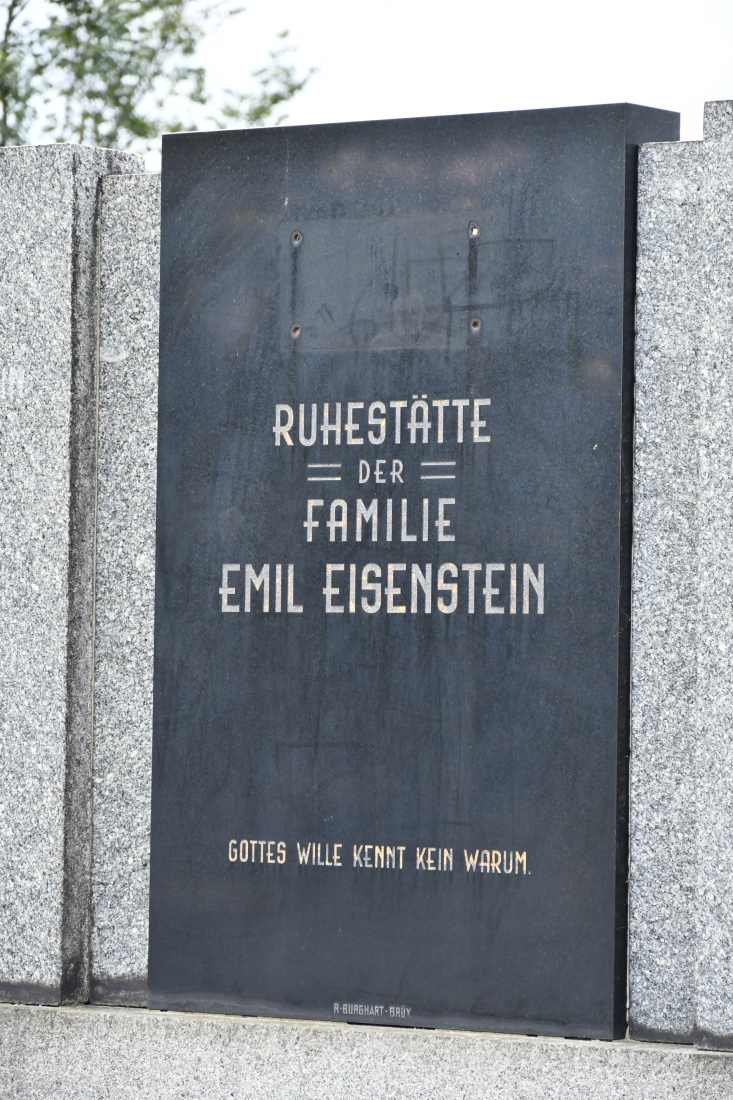 RUHESTÄTTE
DER
FAMILIE
EMIL EISENSTEIN
GOTTES WILLE KENNT KEIN WARUM.
R·BURGHART·BRÜX